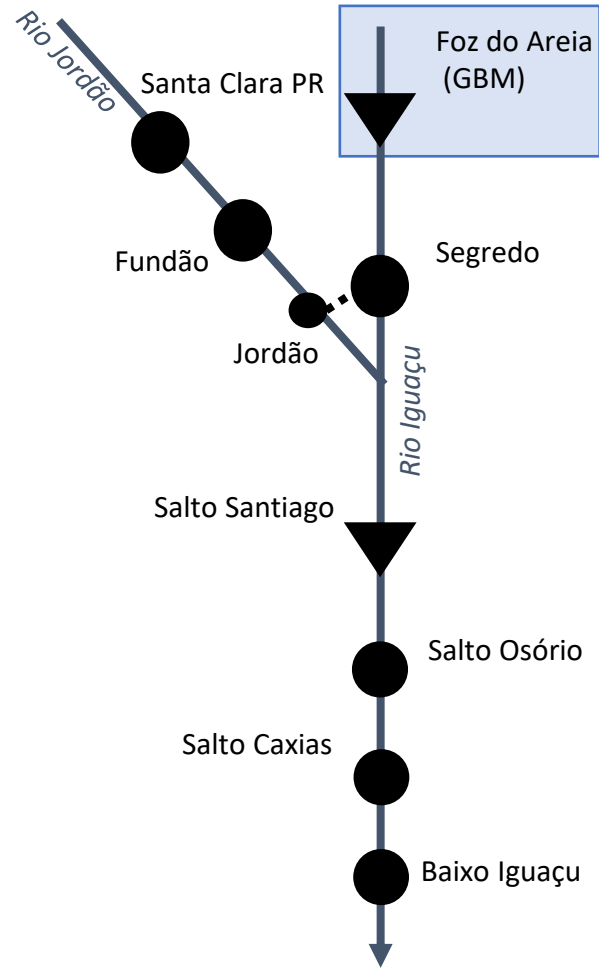 Rio Jordão
Santa Clara PR
Foz do Areia
(GBM)
Fundão
Segredo
Jordão
Rio Iguaçu
Salto Santiago
Salto Osório
Salto Caxias
Baixo Iguaçu